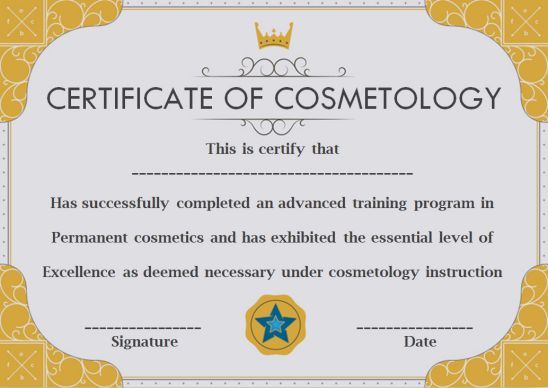 CERTIFICATE OF COSMETOLOGY
This is certify that
Has successfully completed an advanced training program in
Permanent cosmetics and has exhibited the essential level of
Excellence as deemed necessary under cosmetology instruction
Signature
Date